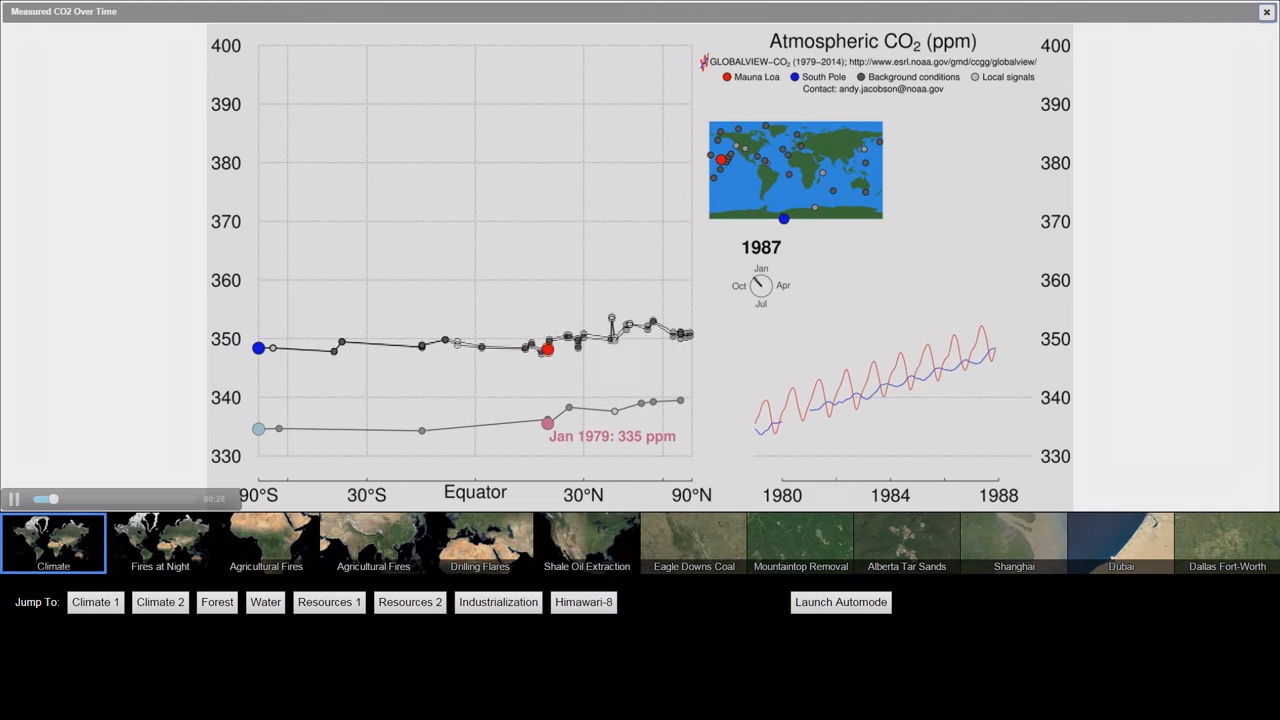 Measured CO2 Over Time
Atmospheric CO₂ (ppm)
GLOBALVIEW−CO₂ (1979−2014); http://www.esrl.noaa.gov/gmd/ccgg/globalview/
Mauna Loa South Pole Background conditions Local signals
Contact: andy.jacobson@noaa.gov
400 400
390 390
380 380
370 370
360 360
350 350
340 340
330 330
1987
Jan
Oct Apr
Jul
Jan 1979: 335 ppm
90°S 30°S Equator 30°N 90°N 1980 1984 1988
00:28
Climate Fires at Night Agricultural Fires Agricultural Fires Drilling Flares Shale Oil Extraction Eagle Downs Coal Mountaintop Removal Alberta Tar Sands Shanghai Dubai Dallas Fort-Worth
Jump To: Climate 1 Climate 2 Forest Water Resources 1 Resources 2 Industrialization Himawari-8 Launch Automode